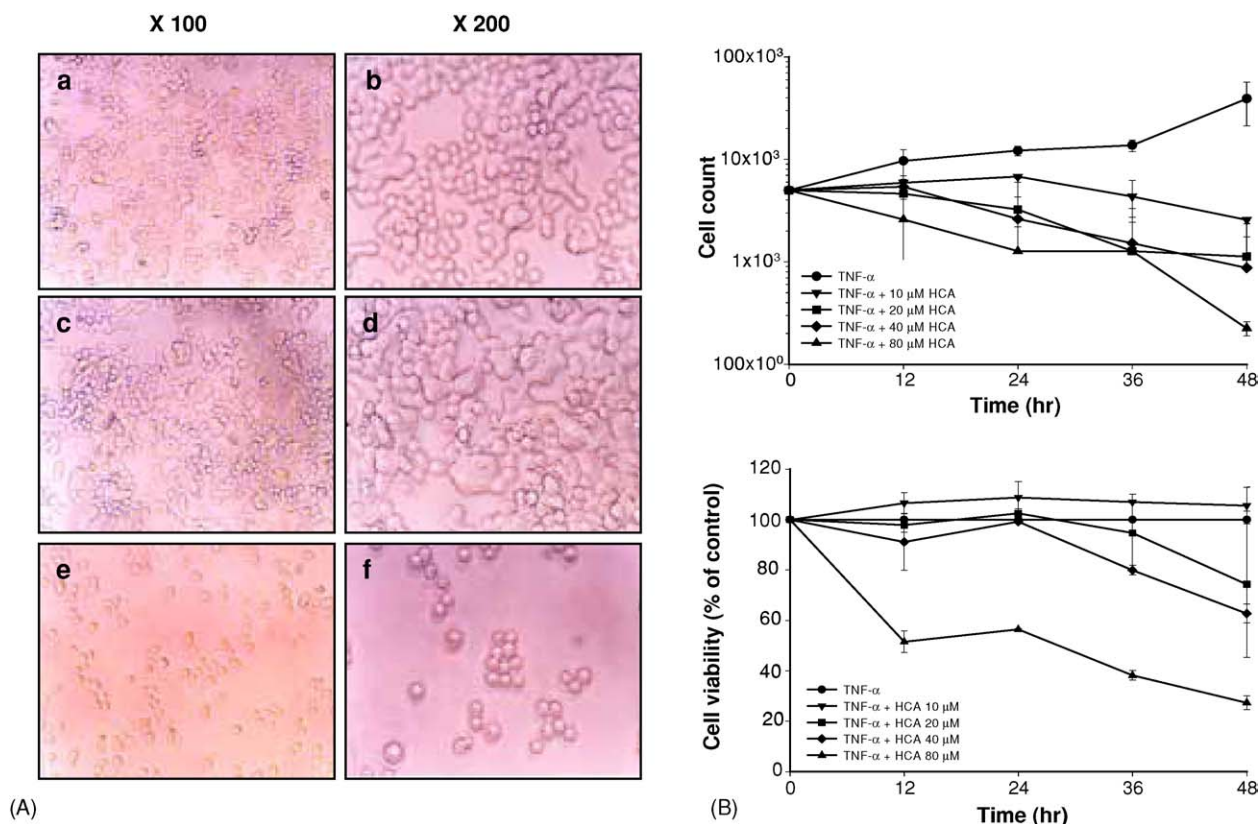 X 100
X 200
a
b
c
d
e
f
(A)
100x10³
10x10³
1x10³
100x10⁰
Cell count
TNF-α
TNF-α + 10 μM HCA
TNF-α + 20 μM HCA
TNF-α + 40 μM HCA
TNF-α + 80 μM HCA
0
12
24
36
48
Time (hr)
120
100
80
60
40
20
0
Cell viability (% of control)
TNF-α
TNF-α + HCA 10 μM
TNF-α + HCA 20 μM
TNF-α + HCA 40 μM
TNF-α + HCA 80 μM
0
12
24
36
48
Time (hr)
(B)